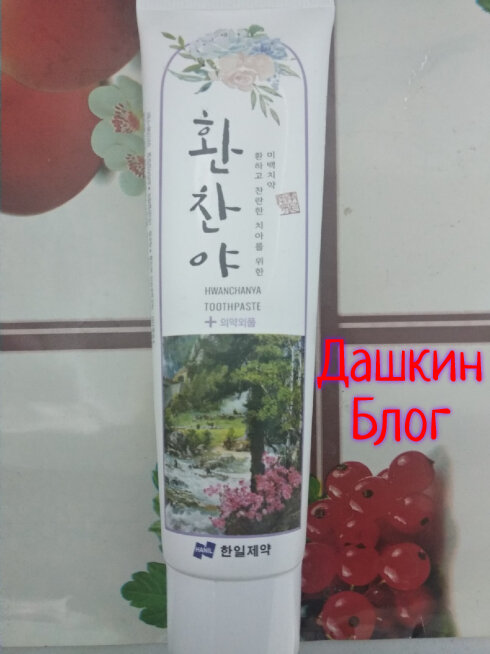 환찬야
미백치약
환하고 찬란한 치아를 위한
HWANCHANYA
TOOTHPASTE
+ 의약외품
HANIL 한일제약
Дашкин
Блог